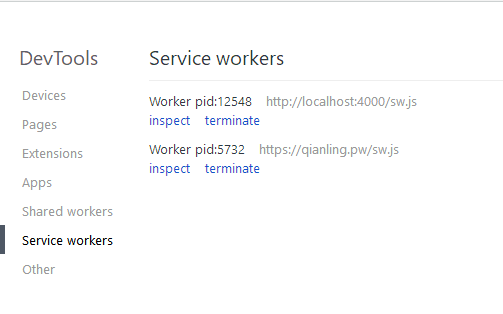 DevTools
Devices
Pages
Extensions
Apps
Shared workers
Service workers
Other
Service workers
Worker pid:12548 http://localhost:4000/sw.js
inspect terminate
Worker pid:5732 https://qianling.pw/sw.js
inspect terminate